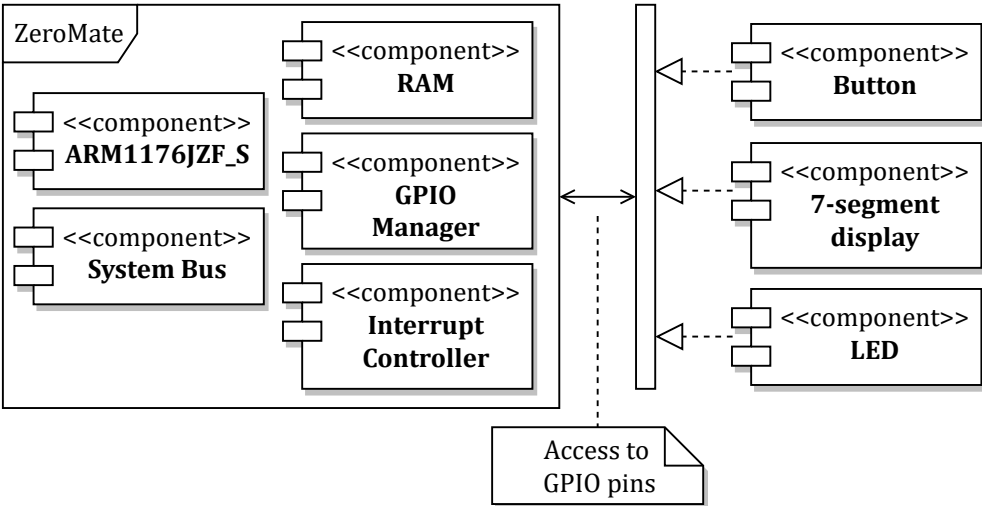 ZeroMate
<<component>>
ARM1176JZF_S
<<component>>
System Bus
<<component>>
RAM
<<component>>
GPIO
Manager
<<component>>
Interrupt
Controller
<<component>>
Button
<<component>>
7-segment
display
<<component>>
LED
Access to
GPIO pins